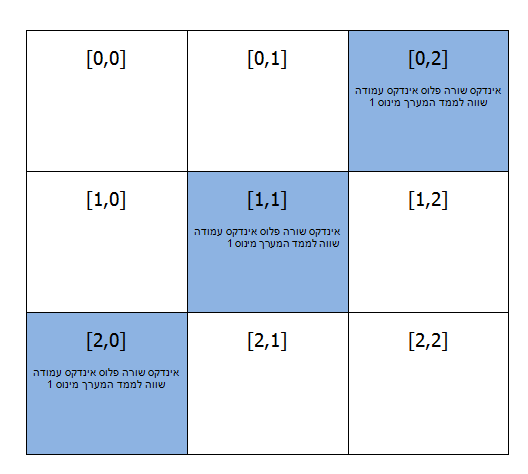 [0,0]
[0,1]
[0,2]
אינדקס שורה פלוס אינדקס עמודה
שווה לממד המערך מינוס 1
[1,0]
[1,1]
אינדקס שורה פלוס אינדקס עמודה
שווה לממד המערך מינוס 1
[1,2]
[2,0]
אינדקס שורה פלוס אינדקס עמודה
שווה לממד המערך מינוס 1
[2,1]
[2,2]